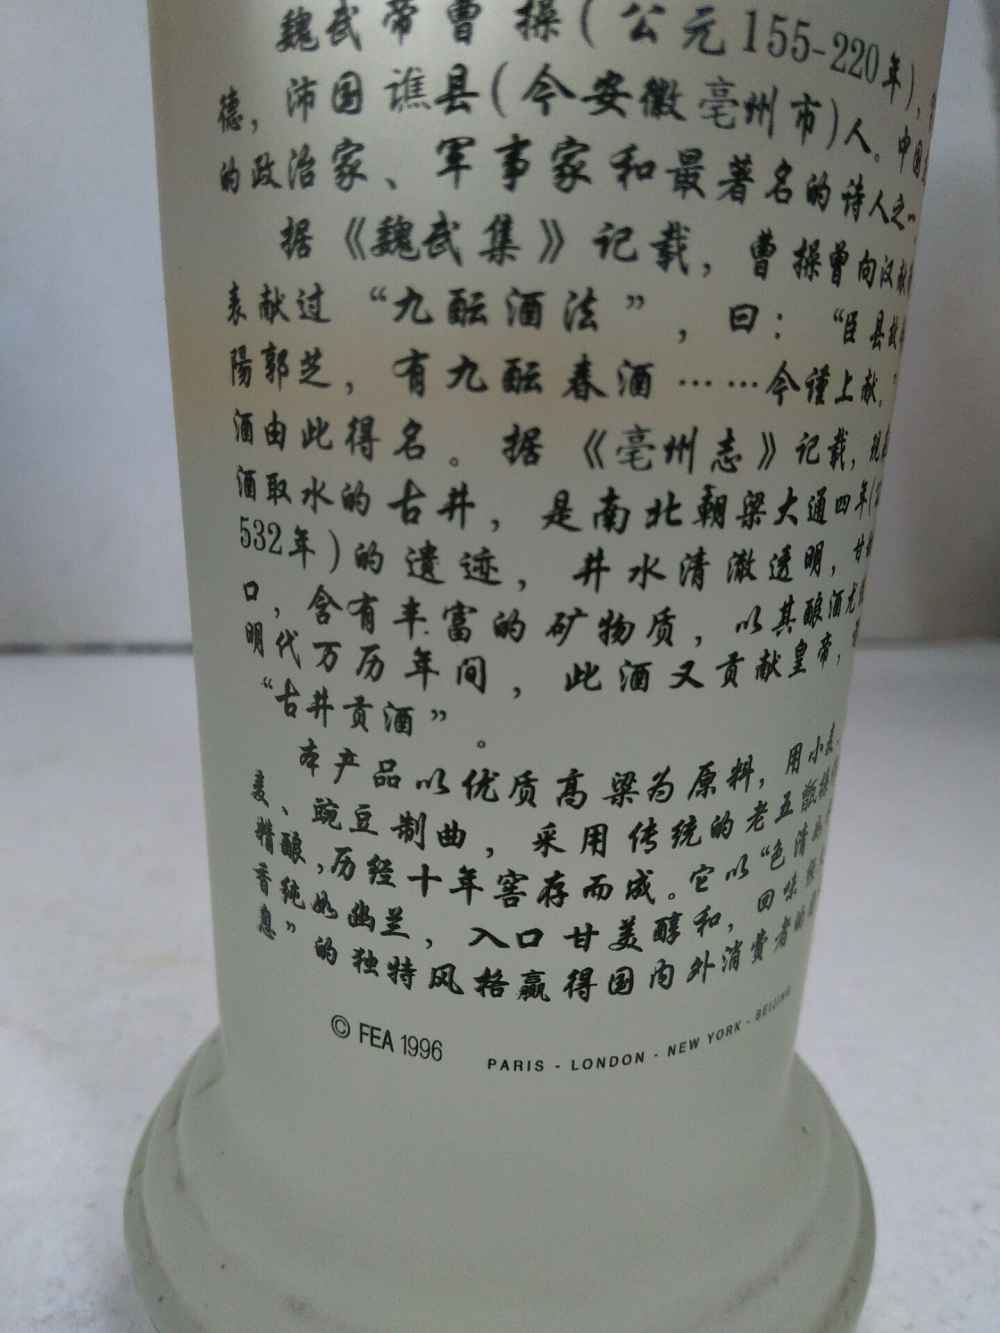 魏武帝曹操(公元155-220年),
德,沛国谯县(今安徽亳州市)人。中国
的政治家、军事家和最著名的诗人之一
据《魏武集》记载,曹操曾向汉献
表献过“九酝酒法”,曰:“臣县故
陽郭芝,有九酝春酒……今谨上献。”
酒由此得名。据《亳州志》记载,现
酒取水的古井,是南北朝梁大通四年(
532年)的遗迹,井水清澈透明,甘
口,含有丰富的矿物质,以其酿酒尤
明代万历年间,此酒又贡献皇帝,
“古井贡酒”。
本产品以优质高粱为原料,用小麦、
麦、豌豆制曲,采用传统的老五甑
精酿,历经十年窖存而成。它以“色清
香纯如幽兰,入口甘美醇和,回味
息”的独特风格赢得国内外消费者的
© FEA 1996
PARIS - LONDON - NEW YORK - BEIJING